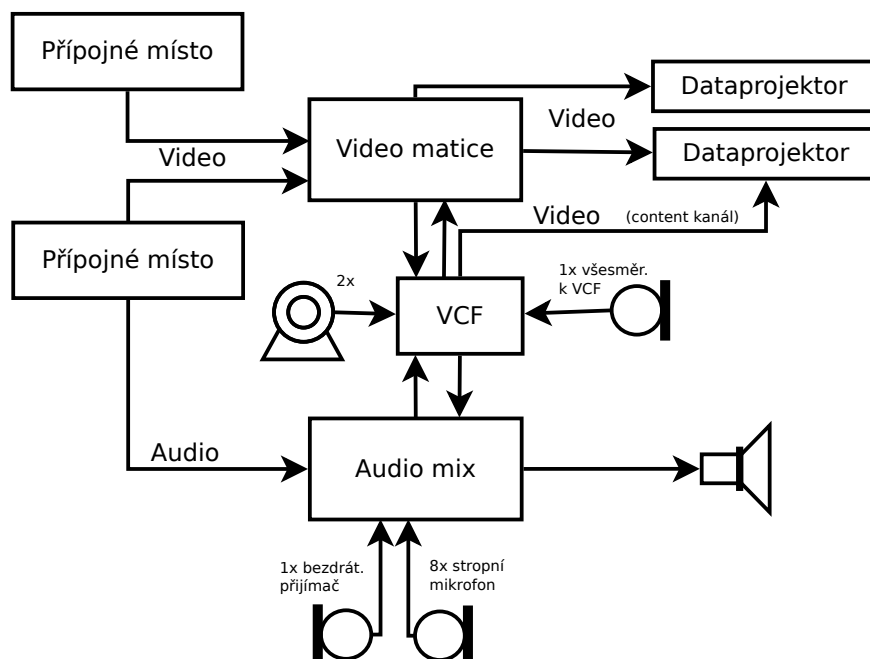 Přípojné místo
Dataprojektor
Video
Video matice
Dataprojektor
Video
Přípojné místo
Video
(content kanál)
2x
1x všesměr.
k VCF
VCF
Audio
Audio mix
1x bezdrát.
přijímač
8x stropní
mikrofon